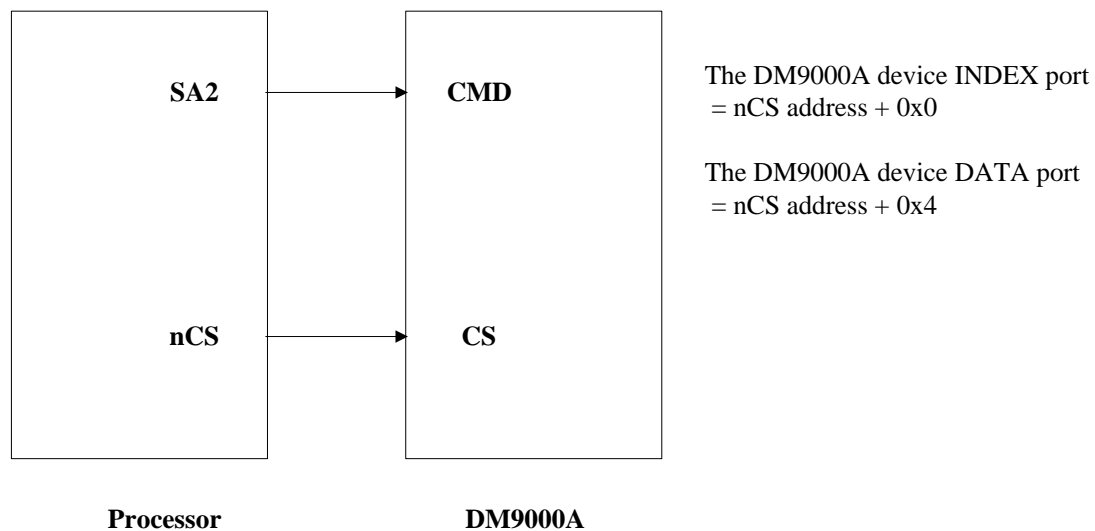 SA2
CMD
The DM9000A device INDEX port
= nCS address + 0x0
The DM9000A device DATA port
= nCS address + 0x4
nCS
CS
Processor
DM9000A